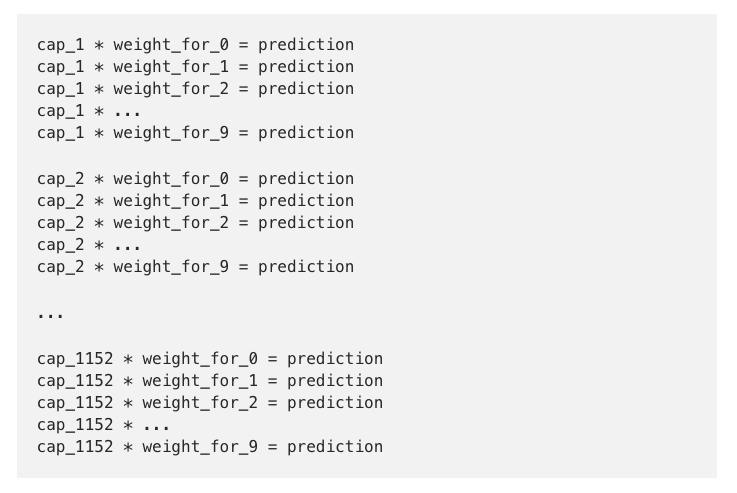 cap_1 * weight_for_0 = prediction
cap_1 * weight_for_1 = prediction
cap_1 * weight_for_2 = prediction
cap_1 * ...
cap_1 * weight_for_9 = prediction
cap_2 * weight_for_0 = prediction
cap_2 * weight_for_1 = prediction
cap_2 * weight_for_2 = prediction
cap_2 * ...
cap_2 * weight_for_9 = prediction
...
cap_1152 * weight_for_0 = prediction
cap_1152 * weight_for_1 = prediction
cap_1152 * weight_for_2 = prediction
cap_1152 * ...
cap_1152 * weight_for_9 = prediction